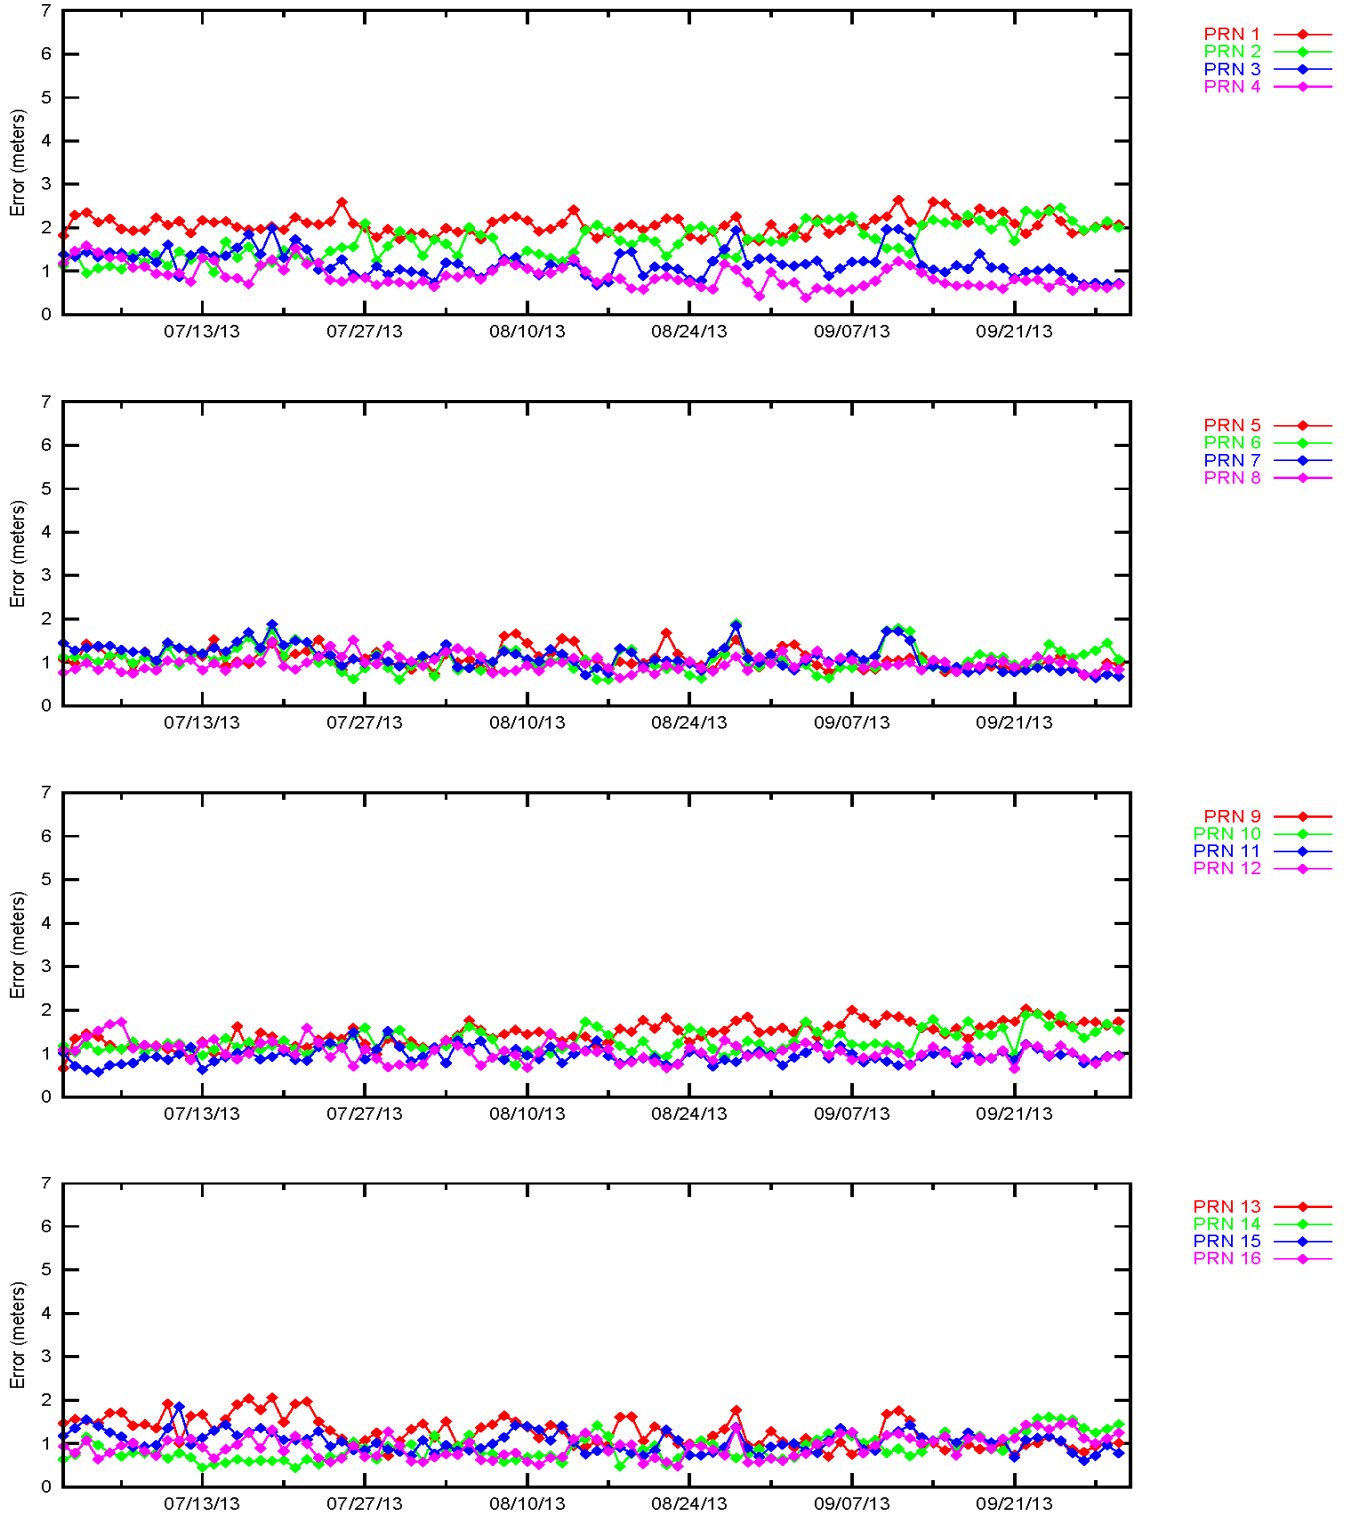 7
6
5
4
3
2
1
0
Error (meters)
07/13/13 07/27/13 08/10/13 08/24/13 09/07/13 09/21/13
PRN 1
PRN 2
PRN 3
PRN 4
7
6
5
4
3
2
1
0
Error (meters)
07/13/13 07/27/13 08/10/13 08/24/13 09/07/13 09/21/13
PRN 5
PRN 6
PRN 7
PRN 8
7
6
5
4
3
2
1
0
Error (meters)
07/13/13 07/27/13 08/10/13 08/24/13 09/07/13 09/21/13
PRN 9
PRN 10
PRN 11
PRN 12
7
6
5
4
3
2
1
0
Error (meters)
07/13/13 07/27/13 08/10/13 08/24/13 09/07/13 09/21/13
PRN 13
PRN 14
PRN 15
PRN 16